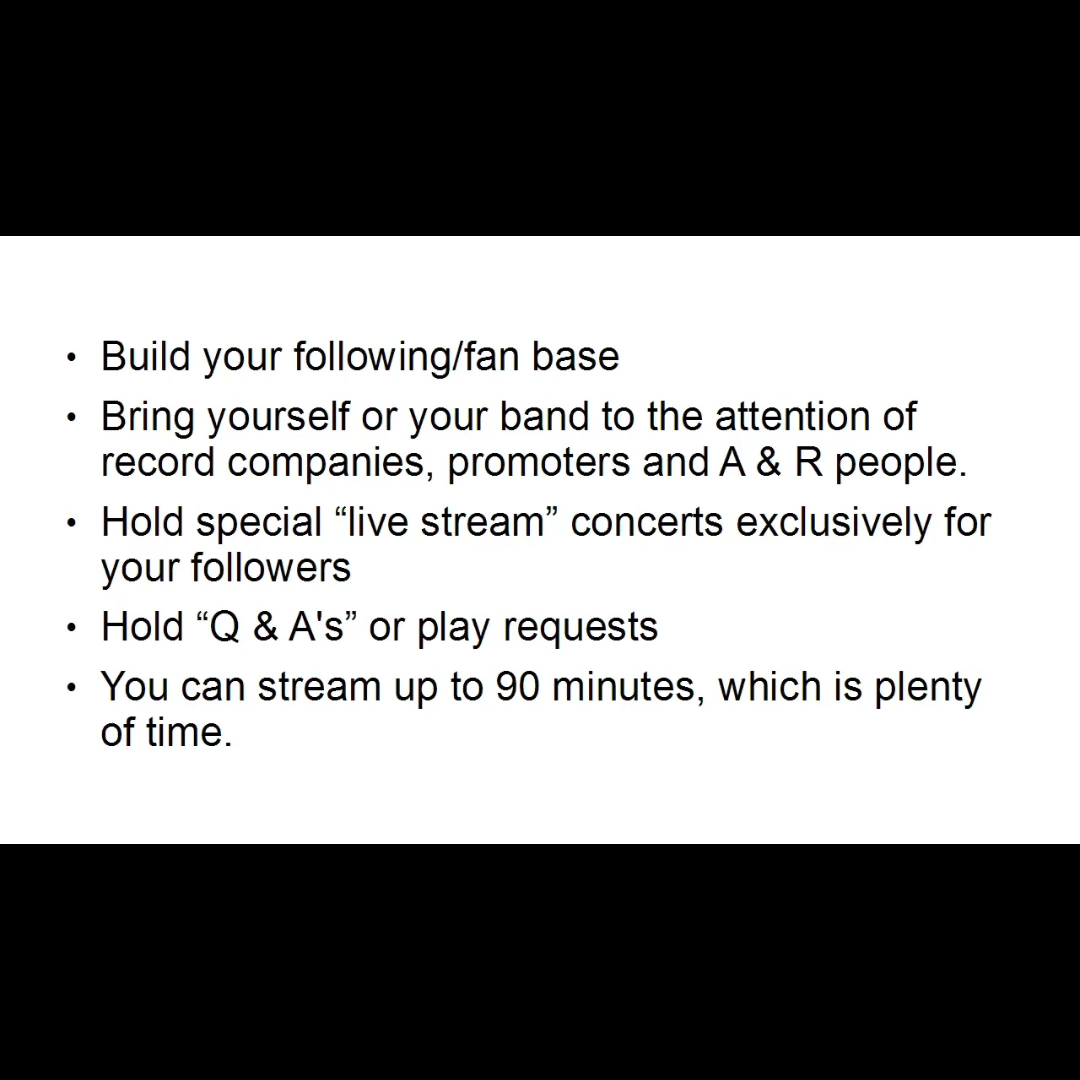 • Build your following/fan base
• Bring yourself or your band to the attention of
record companies, promoters and A & R people.
• Hold special “live stream” concerts exclusively for
your followers
• Hold “Q & A's” or play requests
• You can stream up to 90 minutes, which is plenty
of time.